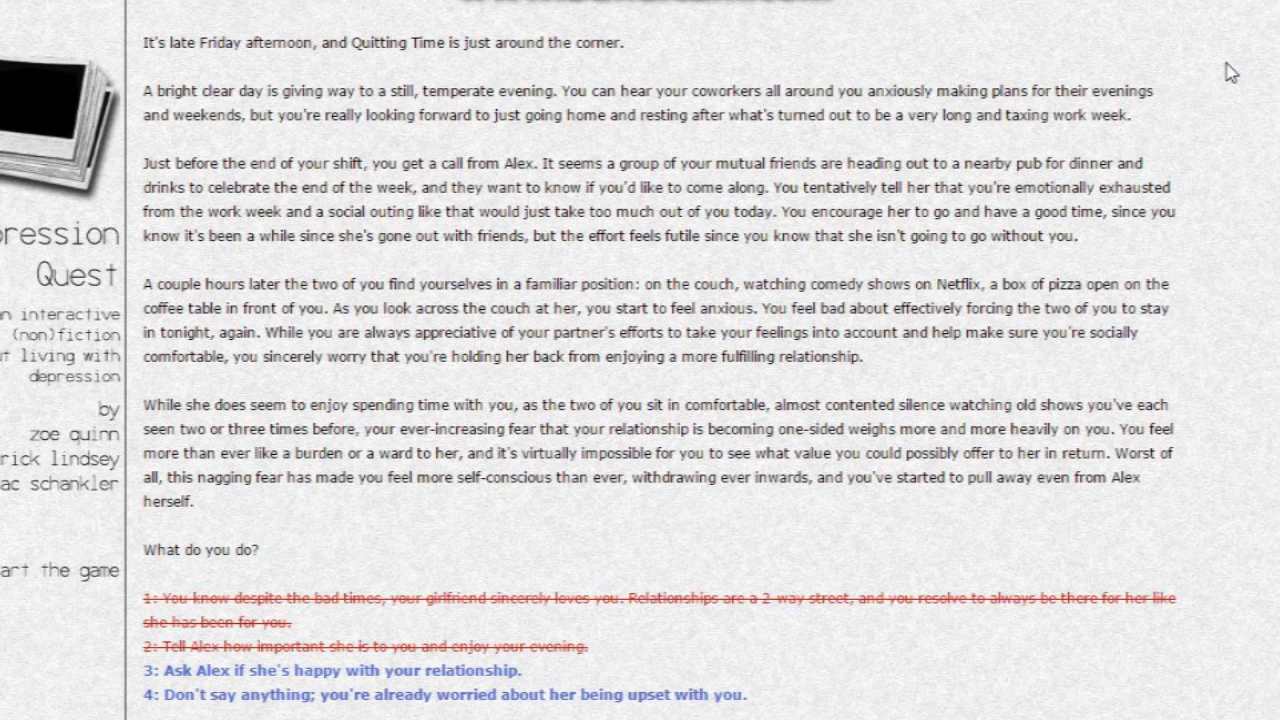 It's late Friday afternoon, and Quitting Time is just around the corner.
A bright clear day is giving way to a still, temperate evening. You can hear your coworkers all around you anxiously making plans for their evenings
and weekends, but you're really looking forward to just going home and resting after what's turned out to be a very long and taxing work week.
Just before the end of your shift, you get a call from Alex. It seems a group of your mutual friends are heading out to a nearby pub for dinner and
drinks to celebrate the end of the week, and they want to know if you'd like to come along. You tentatively tell her that you're emotionally exhausted
from the work week and a social outing like that would just take too much out of you today. You encourage her to go and have a good time, since you
know it's been a while since she's gone out with friends, but the effort feels futile since you know that she isn't going to go without you.
A couple hours later the two of you find yourselves in a familiar position: on the couch, watching comedy shows on Netflix, a box of pizza open on the
coffee table in front of you. As you look across the couch at her, you start to feel anxious. You feel bad about effectively forcing the two of you to stay
in tonight, again. While you are always appreciative of your partner's efforts to take your feelings into account and help make sure you're socially
comfortable, you sincerely worry that you're holding her back from enjoying a more fulfilling relationship.
While she does seem to enjoy spending time with you, as the two of you sit in comfortable, almost contented silence watching old shows you've each
seen two or three times before, your ever-increasing fear that your relationship is becoming one-sided weighs more and more heavily on you. You feel
more than ever like a burden or a ward to her, and it's virtually impossible for you to see what value you could possibly offer to her in return. Worst of
all, this nagging fear has made you feel more self-conscious than ever, withdrawing ever inwards, and you've started to pull away even from Alex
herself.
What do you do?
1: You know despite the bad times, your girlfriend sincerely loves you. Relationships are a 2-way street, and you resolve to always be there for her like
she has been for you.
2: Tell Alex how important she is to you and enjoy your evening.
3: Ask Alex if she's happy with your relationship.
4: Don't say anything; you're already worried about her being upset with you.
pression
Quest
n interactive
(non)fiction
t living with
depression
by
zoe quinn
rick lindsey
ac schankler
art the game